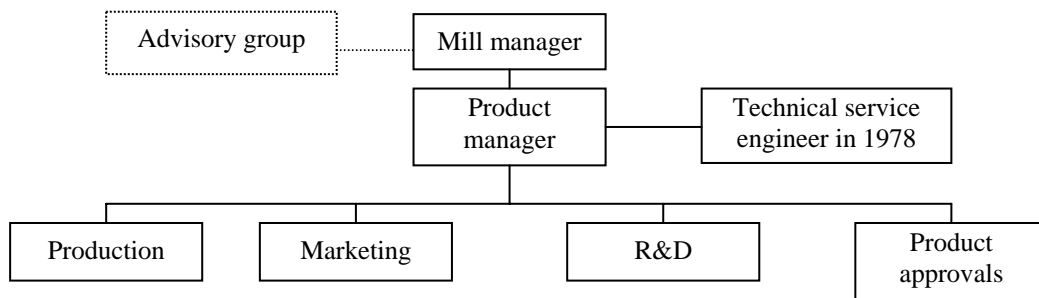 Advisory group
Mill manager
Product
manager
Technical service
engineer in 1978
Production
Marketing
R&D
Product
approvals